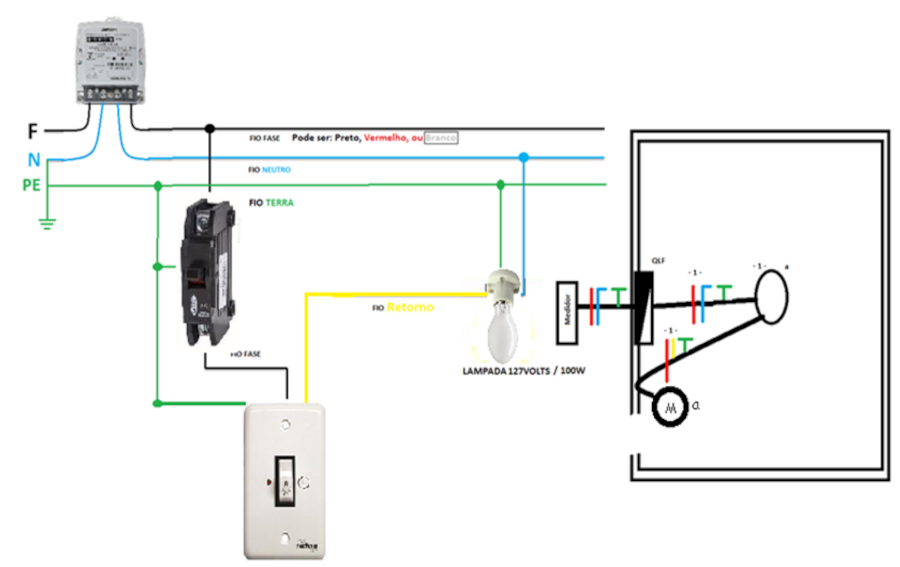 F
FIO FASE Pode ser: Preto, Vermelho, ou Branco
N
FIO NEUTRO
PE
FIO TERRA
QLF
- 1 -
- 1 -
a
Medidor
FIO Retorno
- 1 -
FIO FASE
LAMPADA 127VOLTS / 100W
M
a